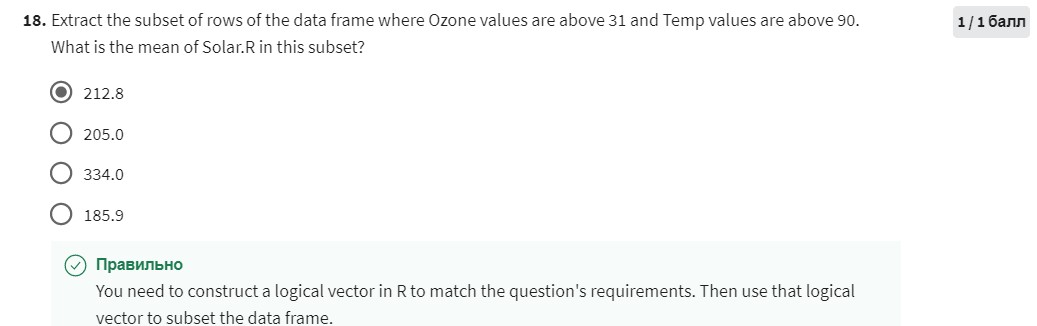 18. Extract the subset of rows of the data frame where Ozone values are above 31 and Temp values are above 90.
1 / 1 балл
What is the mean of Solar.R in this subset?
212.8
205.0
334.0
185.9
Правильно
You need to construct a logical vector in R to match the question's requirements. Then use that logical
vector to subset the data frame.